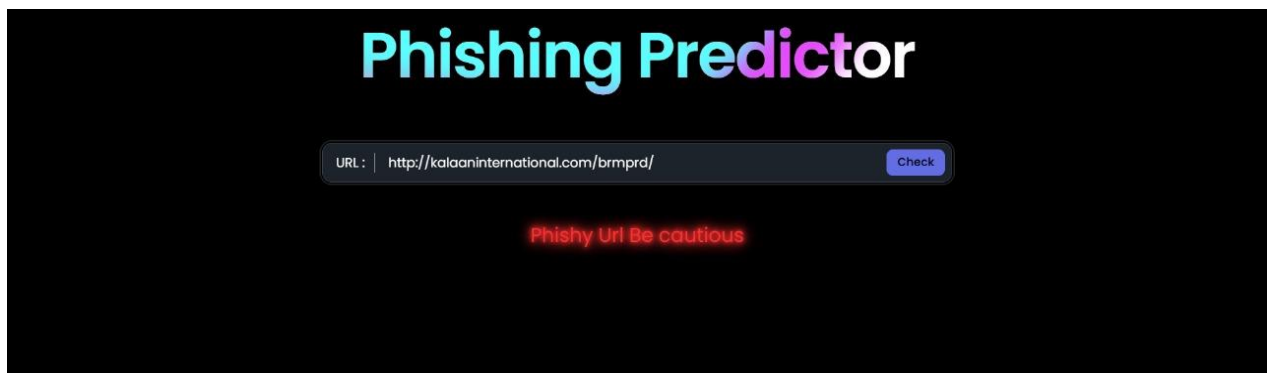 Phishing Predictor
URL : http://kalaaninternational.com/brmprd/ Check
Phishy Url Be cautious